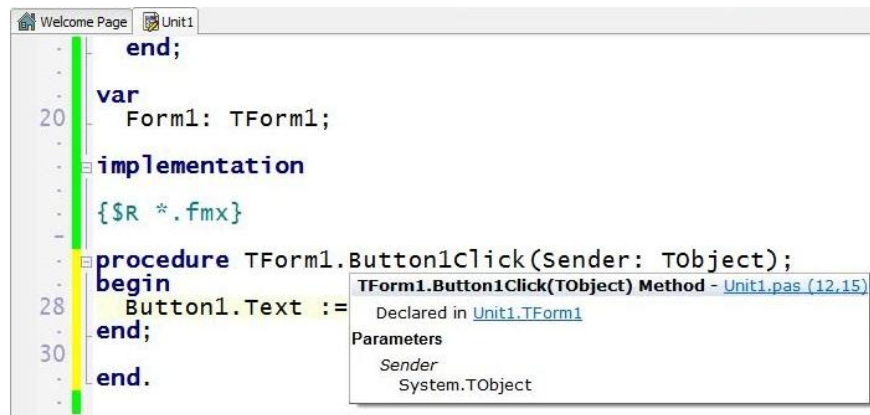 Welcome Page Unit1
end;
var
20 Form1: TForm1;
implementation
{$R *.fmx}
procedure TForm1.Button1Click(Sender: TObject);
begin
28 Button1.Text :=
end;
30
end.
TForm1.Button1Click(TObject) Method - Unit1.pas (12,15)
Declared in Unit1.TForm1
Parameters
Sender
System.TObject